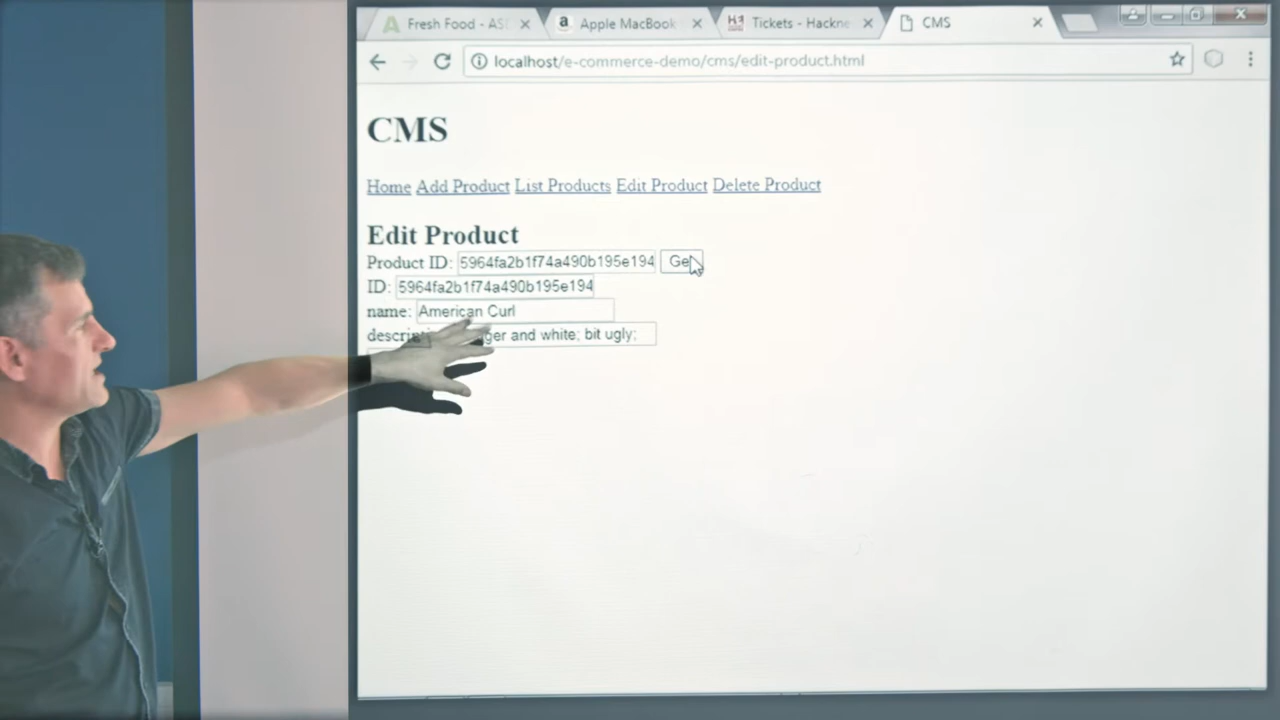 Fresh Food - AS
Apple MacBook
Tickets - Hackne
CMS
localhost/e-commerce-demo/cms/edit-product.html
CMS
Home Add Product List Products Edit Product Delete Product
Edit Product
Product ID: 5964fa2b1f74a490b195e194 Ge
ID: 5964fa2b1f74a490b195e194
name: American Curl
and white; bit ugly;